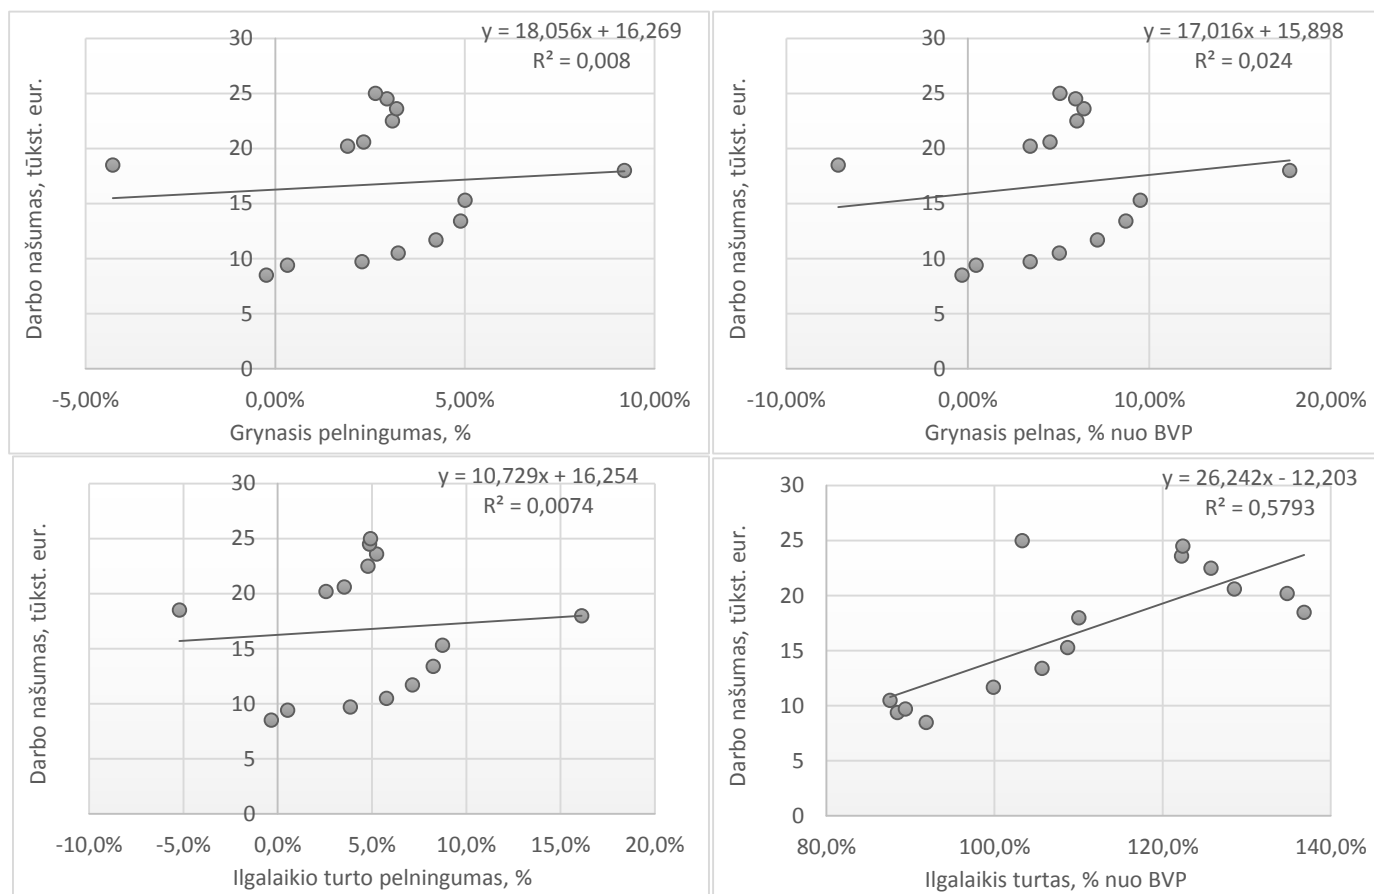 y = 18,056x + 16,269
R² = 0,008
30
25
20
15
10
5
0
-5,00% 0,00% 5,00% 10,00%
Darbo našumas, tūkst. eur.
Grynasis pelningumas, %
y = 17,016x + 15,898
R² = 0,024
30
25
20
15
10
5
0
-10,00% 0,00% 10,00% 20,00%
Darbo našumas, tūkst. eur.
Grynasis pelnas, % nuo BVP
y = 10,729x + 16,254
R² = 0,0074
30
25
20
15
10
5
0
-10,0% -5,0% 0,0% 5,0% 10,0% 15,0% 20,0%
Darbo našumas, tūkst. eur.
Ilgalaikio turto pelningumas, %
y = 26,242x - 12,203
R² = 0,5793
30
25
20
15
10
5
0
80,0% 100,0% 120,0% 140,0%
Darbo našumas, tūkst. eur.
Ilgalaikis turtas, % nuo BVP